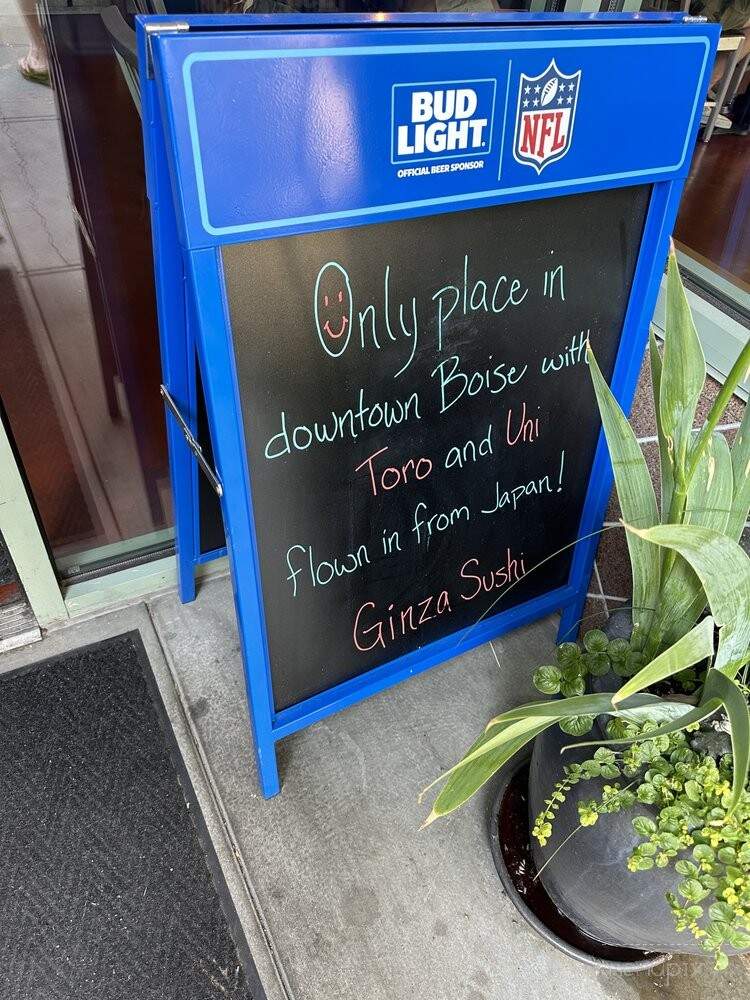 BUD
LIGHT.
OFFICIAL BEER SPONSOR
NFL
Only place in
downtown Boise with
Toro and Uni
flown in from Japan!
Ginza Sushi